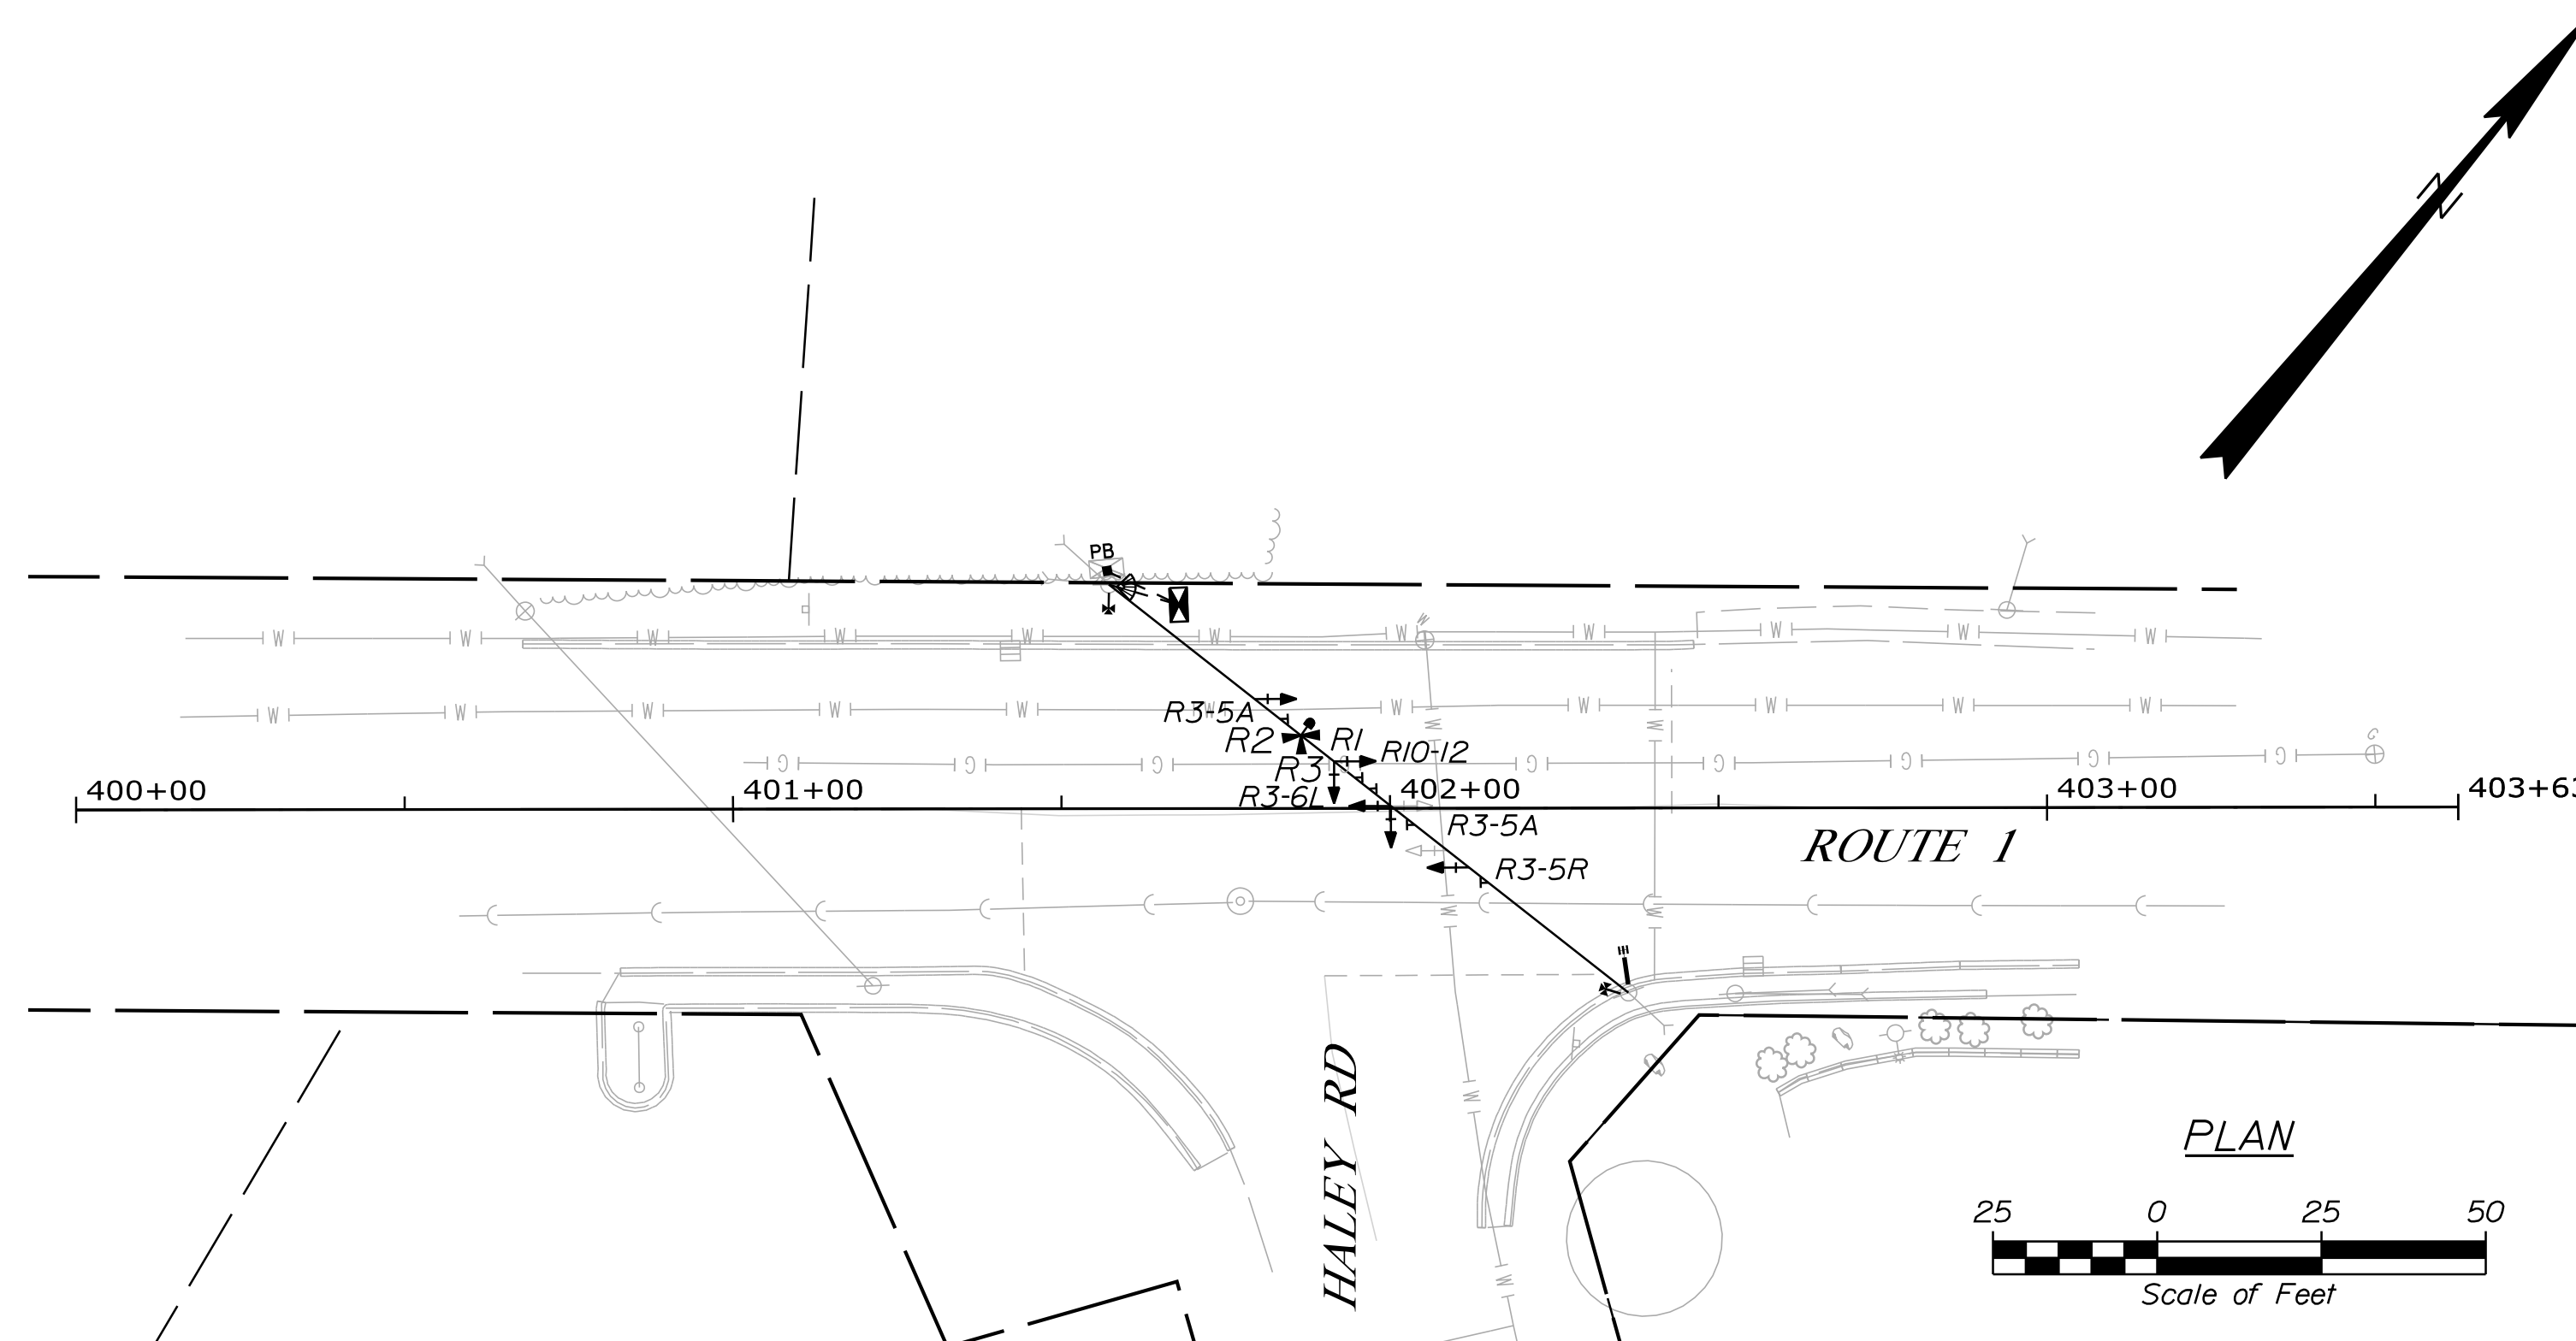 N
PB
W W W W W W W W W W W
W
R3-5A
W W W W W W W W W W W
R2 R1 R10-12
R3
G G G G G G G G G
G
R3-6L
400+00 401+00 402+00 403+00 403+63
R3-5A
ROUTE 1
R3-5R
HALEY RD
PLAN
25 0 25 50
Scale of Feet